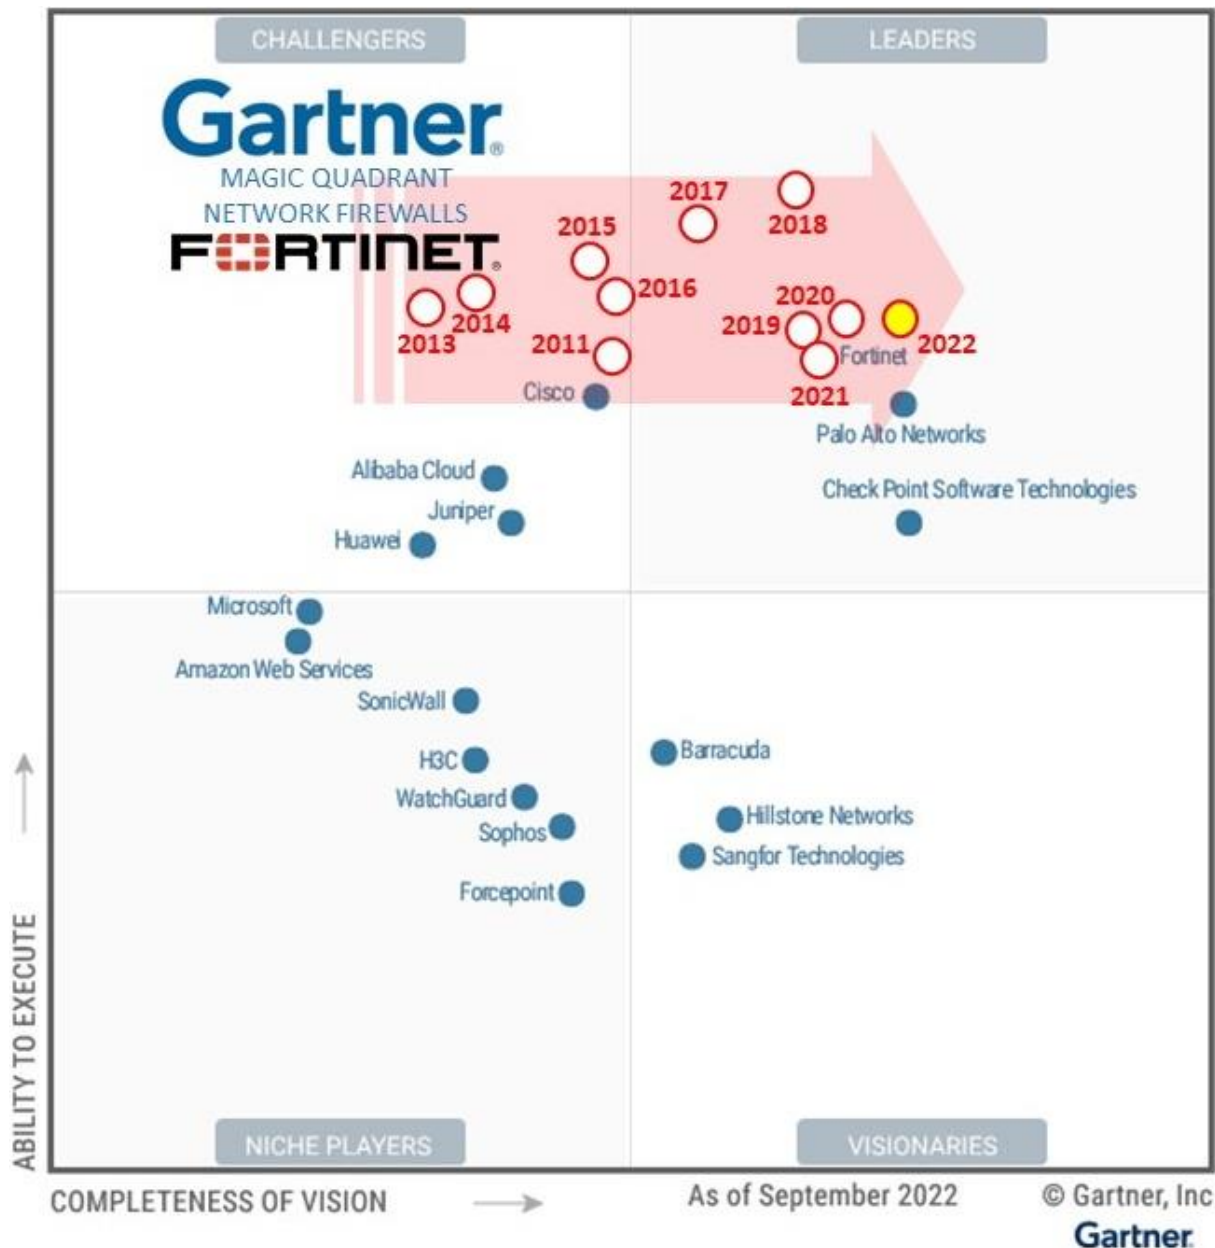 CHALLENGERS
LEADERS
Gartner®
MAGIC QUADRANT
NETWORK FIREWALLS
FORTINET®
2017
2018
2015
2016
2013
2014
2011
2020
2019
2022
Fortinet
2021
Cisco
Palo Alto Networks
Alibaba Cloud
Check Point Software Technologies
Juniper
Huawei
Microsoft
Amazon Web Services
SonicWall
H3C
Barracuda
WatchGuard
Hillstone Networks
Sophos
Sangfor Technologies
Forcepoint
ABILITY TO EXECUTE
NICHE PLAYERS
VISIONARIES
COMPLETENESS OF VISION
As of September 2022
© Gartner, Inc
Gartner